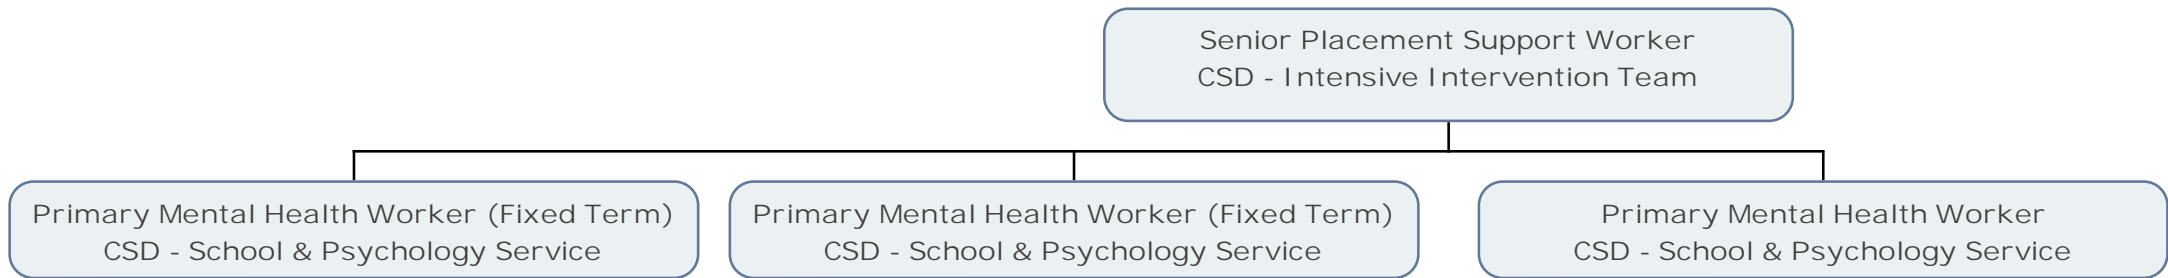 Senior Placement Support Worker
CSD - Intensive Intervention Team
Primary Mental Health Worker (Fixed Term)
CSD - School & Psychology Service
Primary Mental Health Worker (Fixed Term)
CSD - School & Psychology Service
Primary Mental Health Worker
CSD - School & Psychology Service